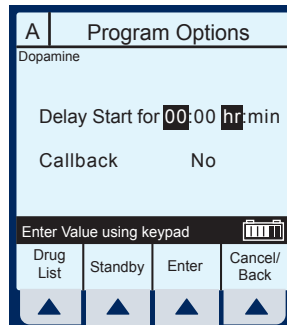 A Program Options
Dopamine
Delay Start for 00:00 hr:min
Callback No
Enter Value using keypad
Drug List Standby Enter Cancel/ Back